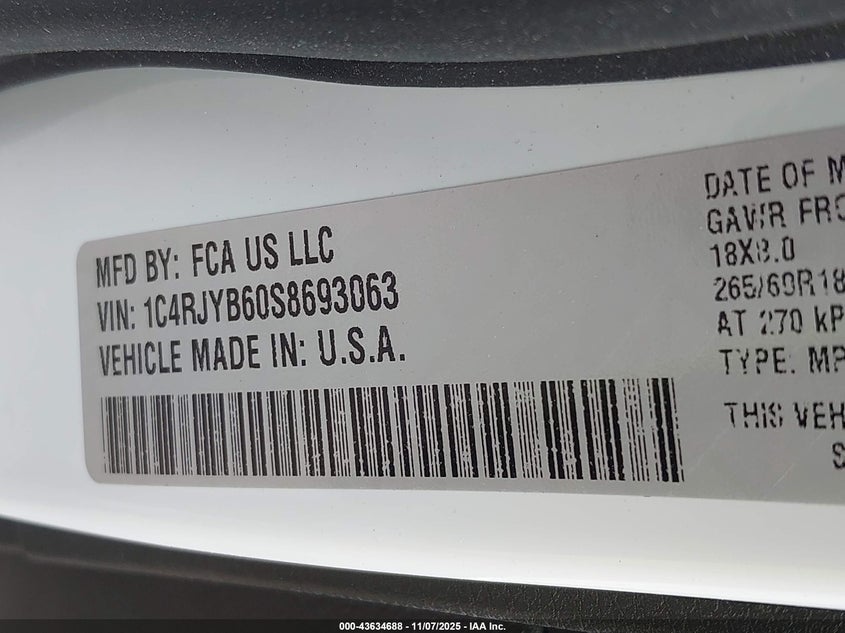 MFD BY: FCA US LLC
VIN: 1C4RJYB60S8693063
VEHICLE MADE IN: U.S.A.
DATE OF M
GAWR FRO
18X8.0
265/60R18
AT 270 kP
TYPE: MP
THIS VEH
S
000-43634688 - 11/07/2025 - IAA Inc.